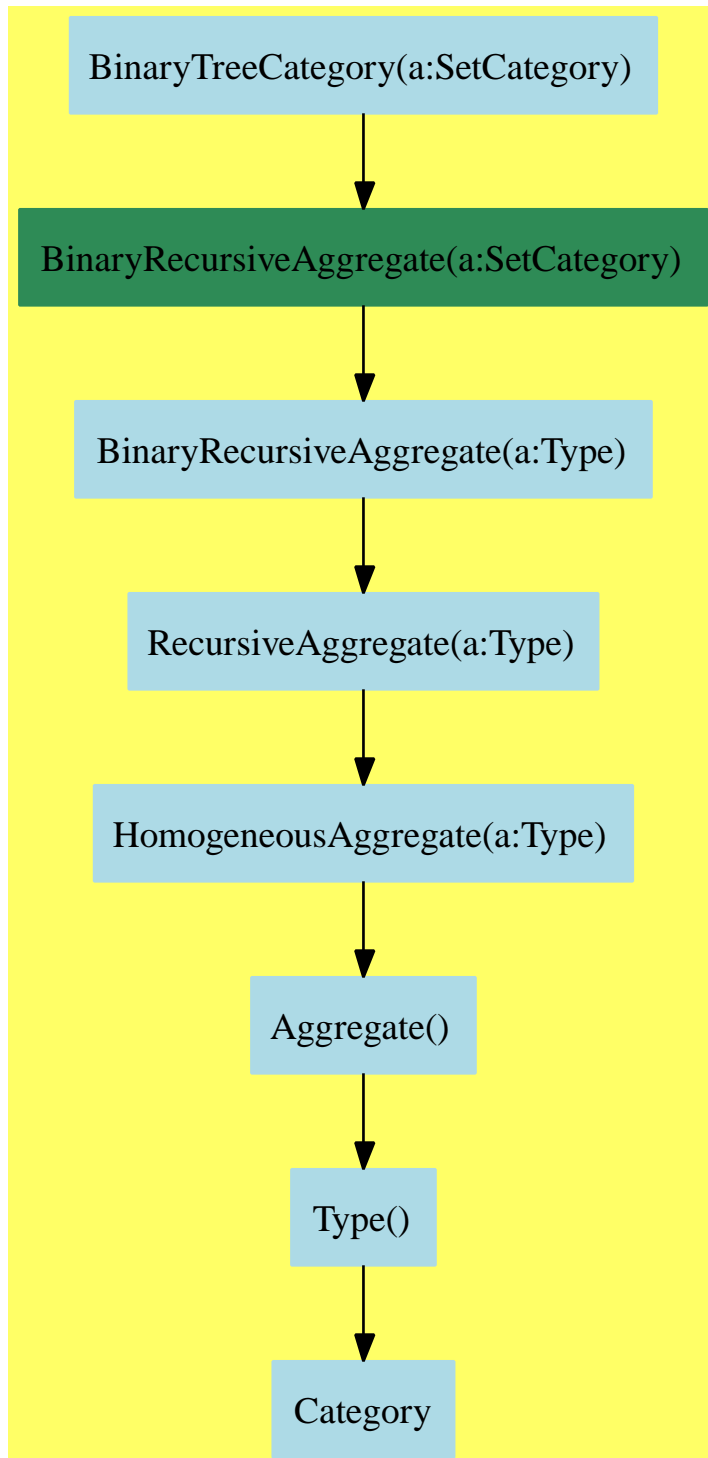 BinaryTreeCategory(a:SetCategory)
BinaryRecursiveAggregate(a:SetCategory)
BinaryRecursiveAggregate(a:Type)
RecursiveAggregate(a:Type)
HomogeneousAggregate(a:Type)
Aggregate()
Type()
Category